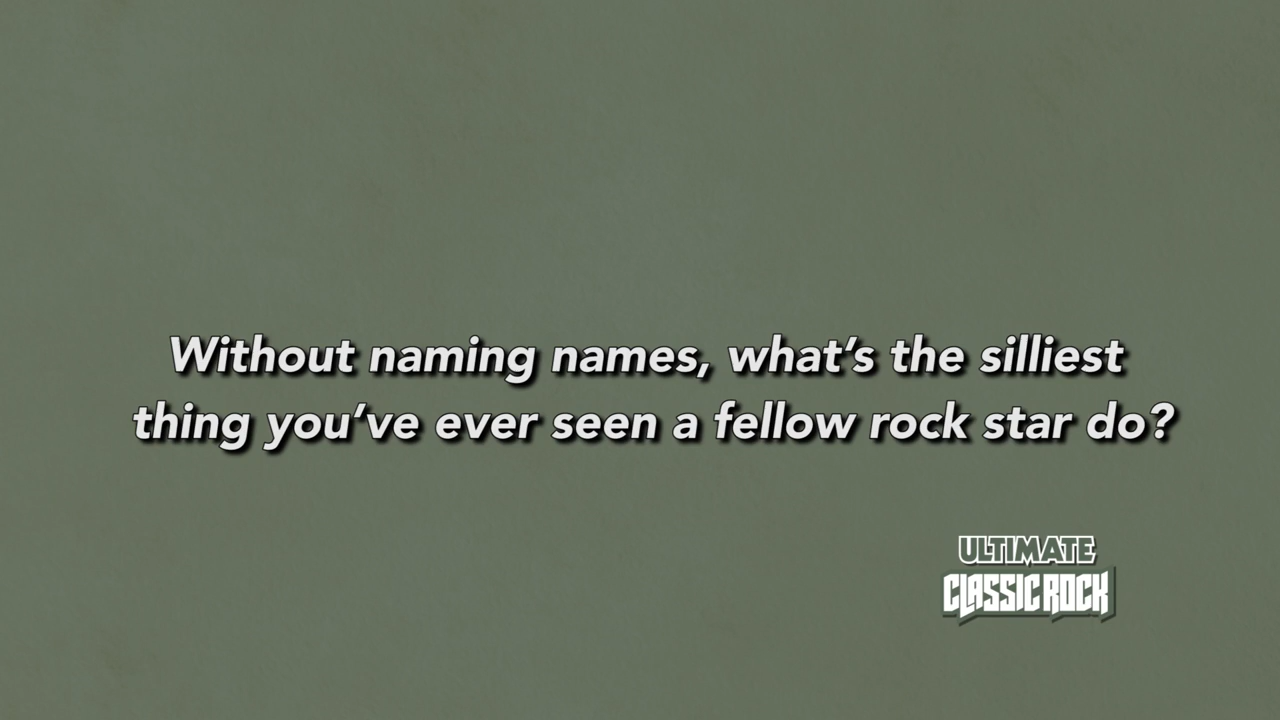 Without naming names, what’s the silliest
thing you’ve ever seen a fellow rock star do?
ULTIMATE
CLASSIC ROCK